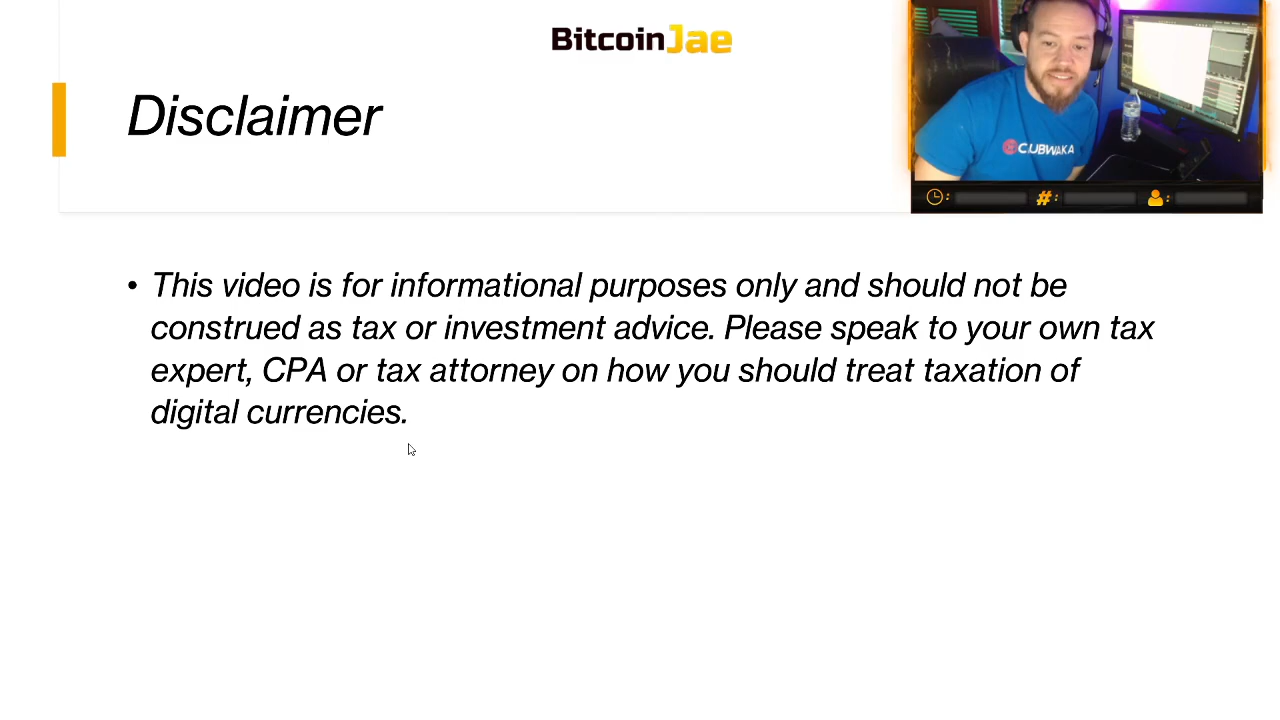 BitcoinJae
Disclaimer
CLUBWAKA
• This video is for informational purposes only and should not be
construed as tax or investment advice. Please speak to your own tax
expert, CPA or tax attorney on how you should treat taxation of
digital currencies.